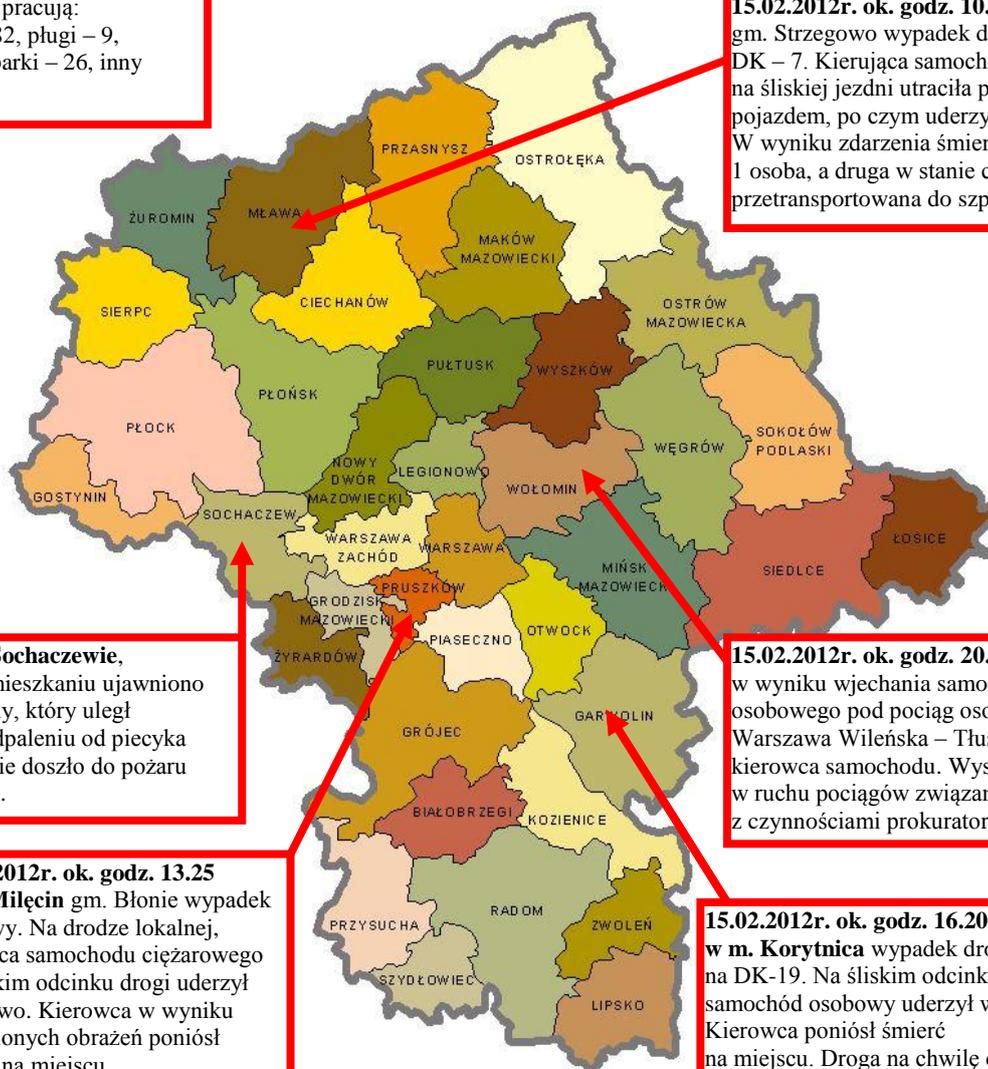 pracują:
32, pługi – 9,
arki – 26, inny
15.02.2012r. ok. godz. 10.
gm. Strzegowo wypadek d
DK – 7. Kierująca samoch
na śliskiej jezdni utraciła p
pojazdem, po czym uderzy
W wyniku zdarzenia śmier
1 osoba, a druga w stanie c
przetransportowana do szp
PRZASNYSZ
OSTROŁĘKA
ŻUROMIN
MŁAWA
MAKÓW
MAZOWIECKI
SIERPC
CIECHANÓW
OSTRÓW
MAZOWIECKA
PUŁTUSK
WYSZKÓW
PŁOŃSK
PŁOCK
SOKOŁÓW
PODLASKI
WĘGRÓW
NOWY
DWÓR
MAZOWIECKI
LEGIONOWO
WOŁOMIN
GOSTYNIN
SOCHACZEW
WARSZAWA
ZACHÓD
WARSZAWA
ŁOSICE
MIŃSK
MAZOWIECKI
SIEDLCE
PRUSZKÓW
GRODZISK
MAZOWIECKI
PIASECZNO
OTWOCK
ŻYRARDÓW
GARWOLIN
GRÓJEC
BIAŁOBRZEGI
KOZIENICE
PRZYSUCHA
RADOM
ZWOLEŃ
SZYDŁOWIEC
LIPSKO
Sochaczewie,
mieszkaniu ujawniono
y, który uległ
dpaleniu od piecyka
ie doszło do pożaru
.
15.02.2012r. ok. godz. 20.
w wyniku wjechania samo
osobowego pod pociąg oso
Warszawa Wileńska – Tłus
kierowca samochodu. Wys
w ruchu pociągów związan
z czynnościami prokurator
2012r. ok. godz. 13.25
Milęcin gm. Błonie wypadek
wy. Na drodze lokalnej,
ca samochodu ciężarowego
kim odcinku drogi uderzył
wo. Kierowca w wyniku
ionych obrażeń poniósł
na miejscu
15.02.2012r. ok. godz. 16.20
w m. Korytnica wypadek dro
na DK-19. Na śliskim odcink
samochód osobowy uderzył w
Kierowca poniósł śmierć
na miejscu. Droga na chwilę c